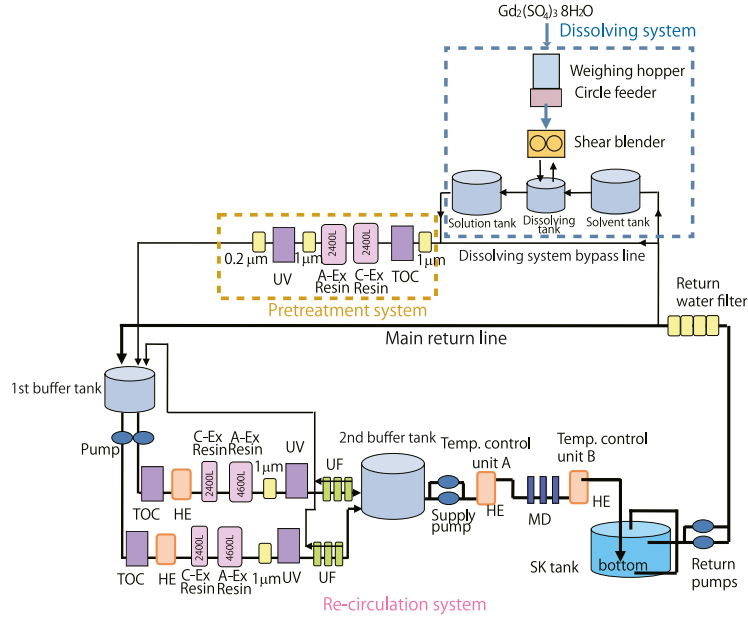 Gd₂(SO₄)₃ 8H₂O
Dissolving system
Weighing hopper
Circle feeder
Shear blender
Solution tank
Dissolving
tank
Solvent tank
Dissolving system bypass line
0.2 μm
UV
1μm
2400L
A-Ex
Resin
2400L
C-Ex
Resin
TOC
1μm
Pretreatment system
Return
water filter
Main return line
1st buffer tank
Pump
TOC
HE
C-Ex
Resin
2400L
A-Ex
Resin
4600L
1μm
UV
UF
2nd buffer tank
Supply
pump
Temp. control
unit A
HE
MD
Temp. control
unit B
HE
SK tank
bottom
Return
pumps
TOC
HE
2400L
C-Ex
Resin
4600L
A-Ex
Resin
1μm
UV
UF
Re-circulation system